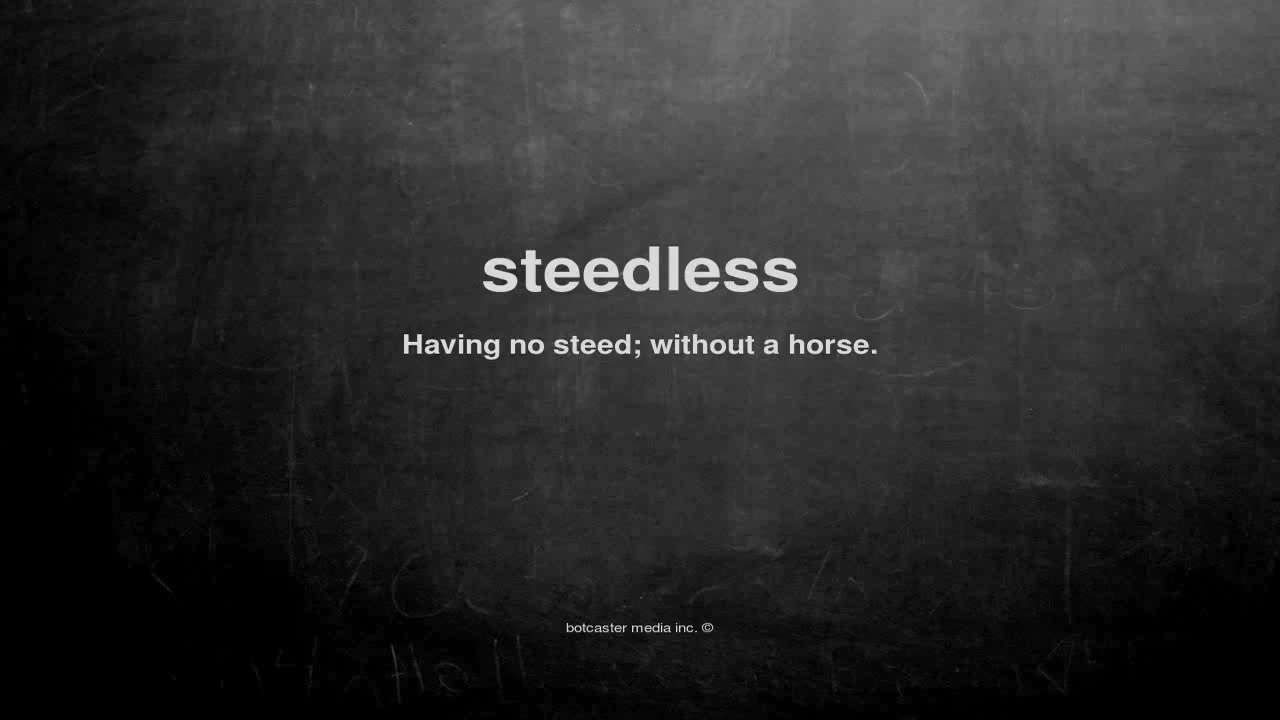 steedless
Having no steed; without a horse.
botcaster media inc. ©